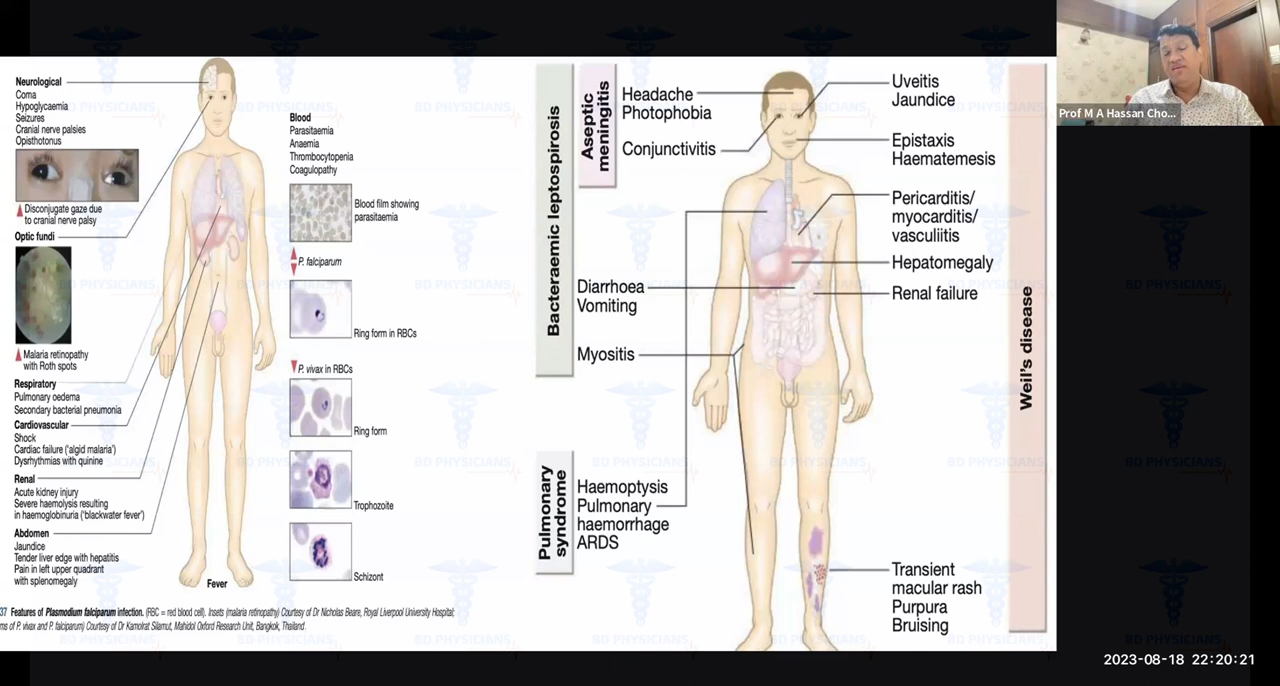 Neurological
Coma
Hypoglycaemia
Seizures
Cranial nerve palsies
Opisthotonus
Disconjugate gaze due
to cranial nerve palsy
Optic fundi
Malaria retinopathy
with Roth spots
Respiratory
Pulmonary oedema
Secondary bacterial pneumonia
Cardiovascular
Shock
Cardiac failure ('algid malaria')
Dysrhythmias with quinine
Renal
Acute kidney injury
Severe haemolysis resulting
in haemoglobinuria ('blackwater fever')
Abdomen
Jaundice
Tender liver edge with hepatitis
Pain in left upper quadrant
with splenomegaly
Fever
Blood
Parasitaemia
Anaemia
Thrombocytopenia
Coagulopathy
Blood film showing
parasitaemia
P. falciparum
Ring form in RBCs
P. vivax in RBCs
Ring form
Trophozoite
Schizont
37 Features of Plasmodium falciparum infection. (RBC = red blood cell). Insets (malaria retinopathy) Courtesy of Dr Nicholas Beare, Royal Liverpool University Hospital;
ms of P. vivax and P. falciparum) Courtesy of Dr Kamolrat Silamut, Mahidol Oxford Research Unit, Bangkok, Thailand.
Bacteraemic leptospirosis
Aseptic
meningitis
Headache
Photophobia
Conjunctivitis
Diarrhoea
Vomiting
Myositis
Pulmonary
syndrome
Haemoptysis
Pulmonary
haemorrhage
ARDS
Uveitis
Jaundice
Epistaxis
Haematemesis
Pericarditis/
myocarditis/
vasculiitis
Hepatomegaly
Renal failure
Transient
macular rash
Purpura
Bruising
Weil's disease
BD PHYSICIANS
Prof M A Hassan Cho...
2023-08-18 22:20:21